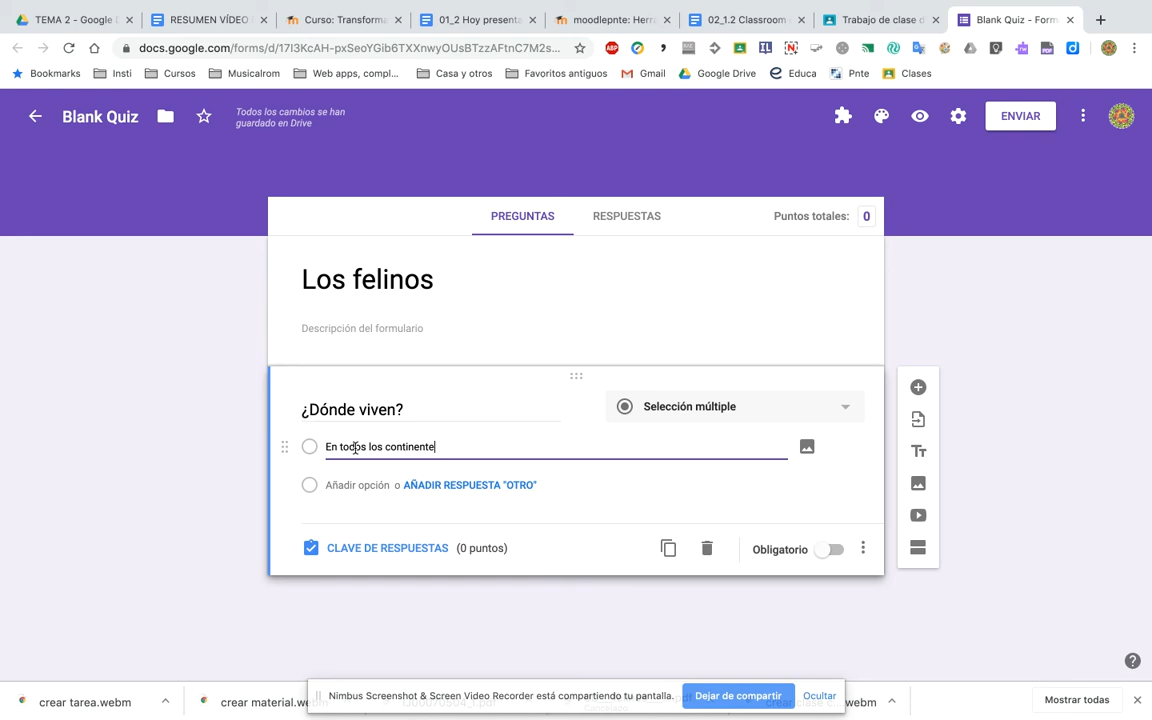 TEMA 2 - Google D
RESUMEN VÍDEO
Curso: Transforma
01_2 Hoy presenta
moodlepnte: Herra
02_1.2 Classroom
Trabajo de clase d
Blank Quiz - Form
docs.google.com/forms/d/17I3KcAH-pxSeoYGib6TXXnwyOUsBTzzAFtnC7M2s...
Bookmarks
Insti
Cursos
Musicalrom
Web apps, compl...
Casa y otros
Favoritos antiguos
Gmail
Google Drive
Educa
Pnte
Clases
Blank Quiz
Todos los cambios se han
guardado en Drive
ENVIAR
PREGUNTAS
RESPUESTAS
Puntos totales: 0
Los felinos
Descripción del formulario
¿Dónde viven?
Selección múltiple
En todos los continente
Añadir opción o AÑADIR RESPUESTA "OTRO"
CLAVE DE RESPUESTAS (0 puntos)
Obligatorio
crear tarea.webm
crear material.webm
Nimbus Screenshot & Screen Video Recorder está compartiendo tu pantalla.
Dejar de compartir
Ocultar
Mostrar todas